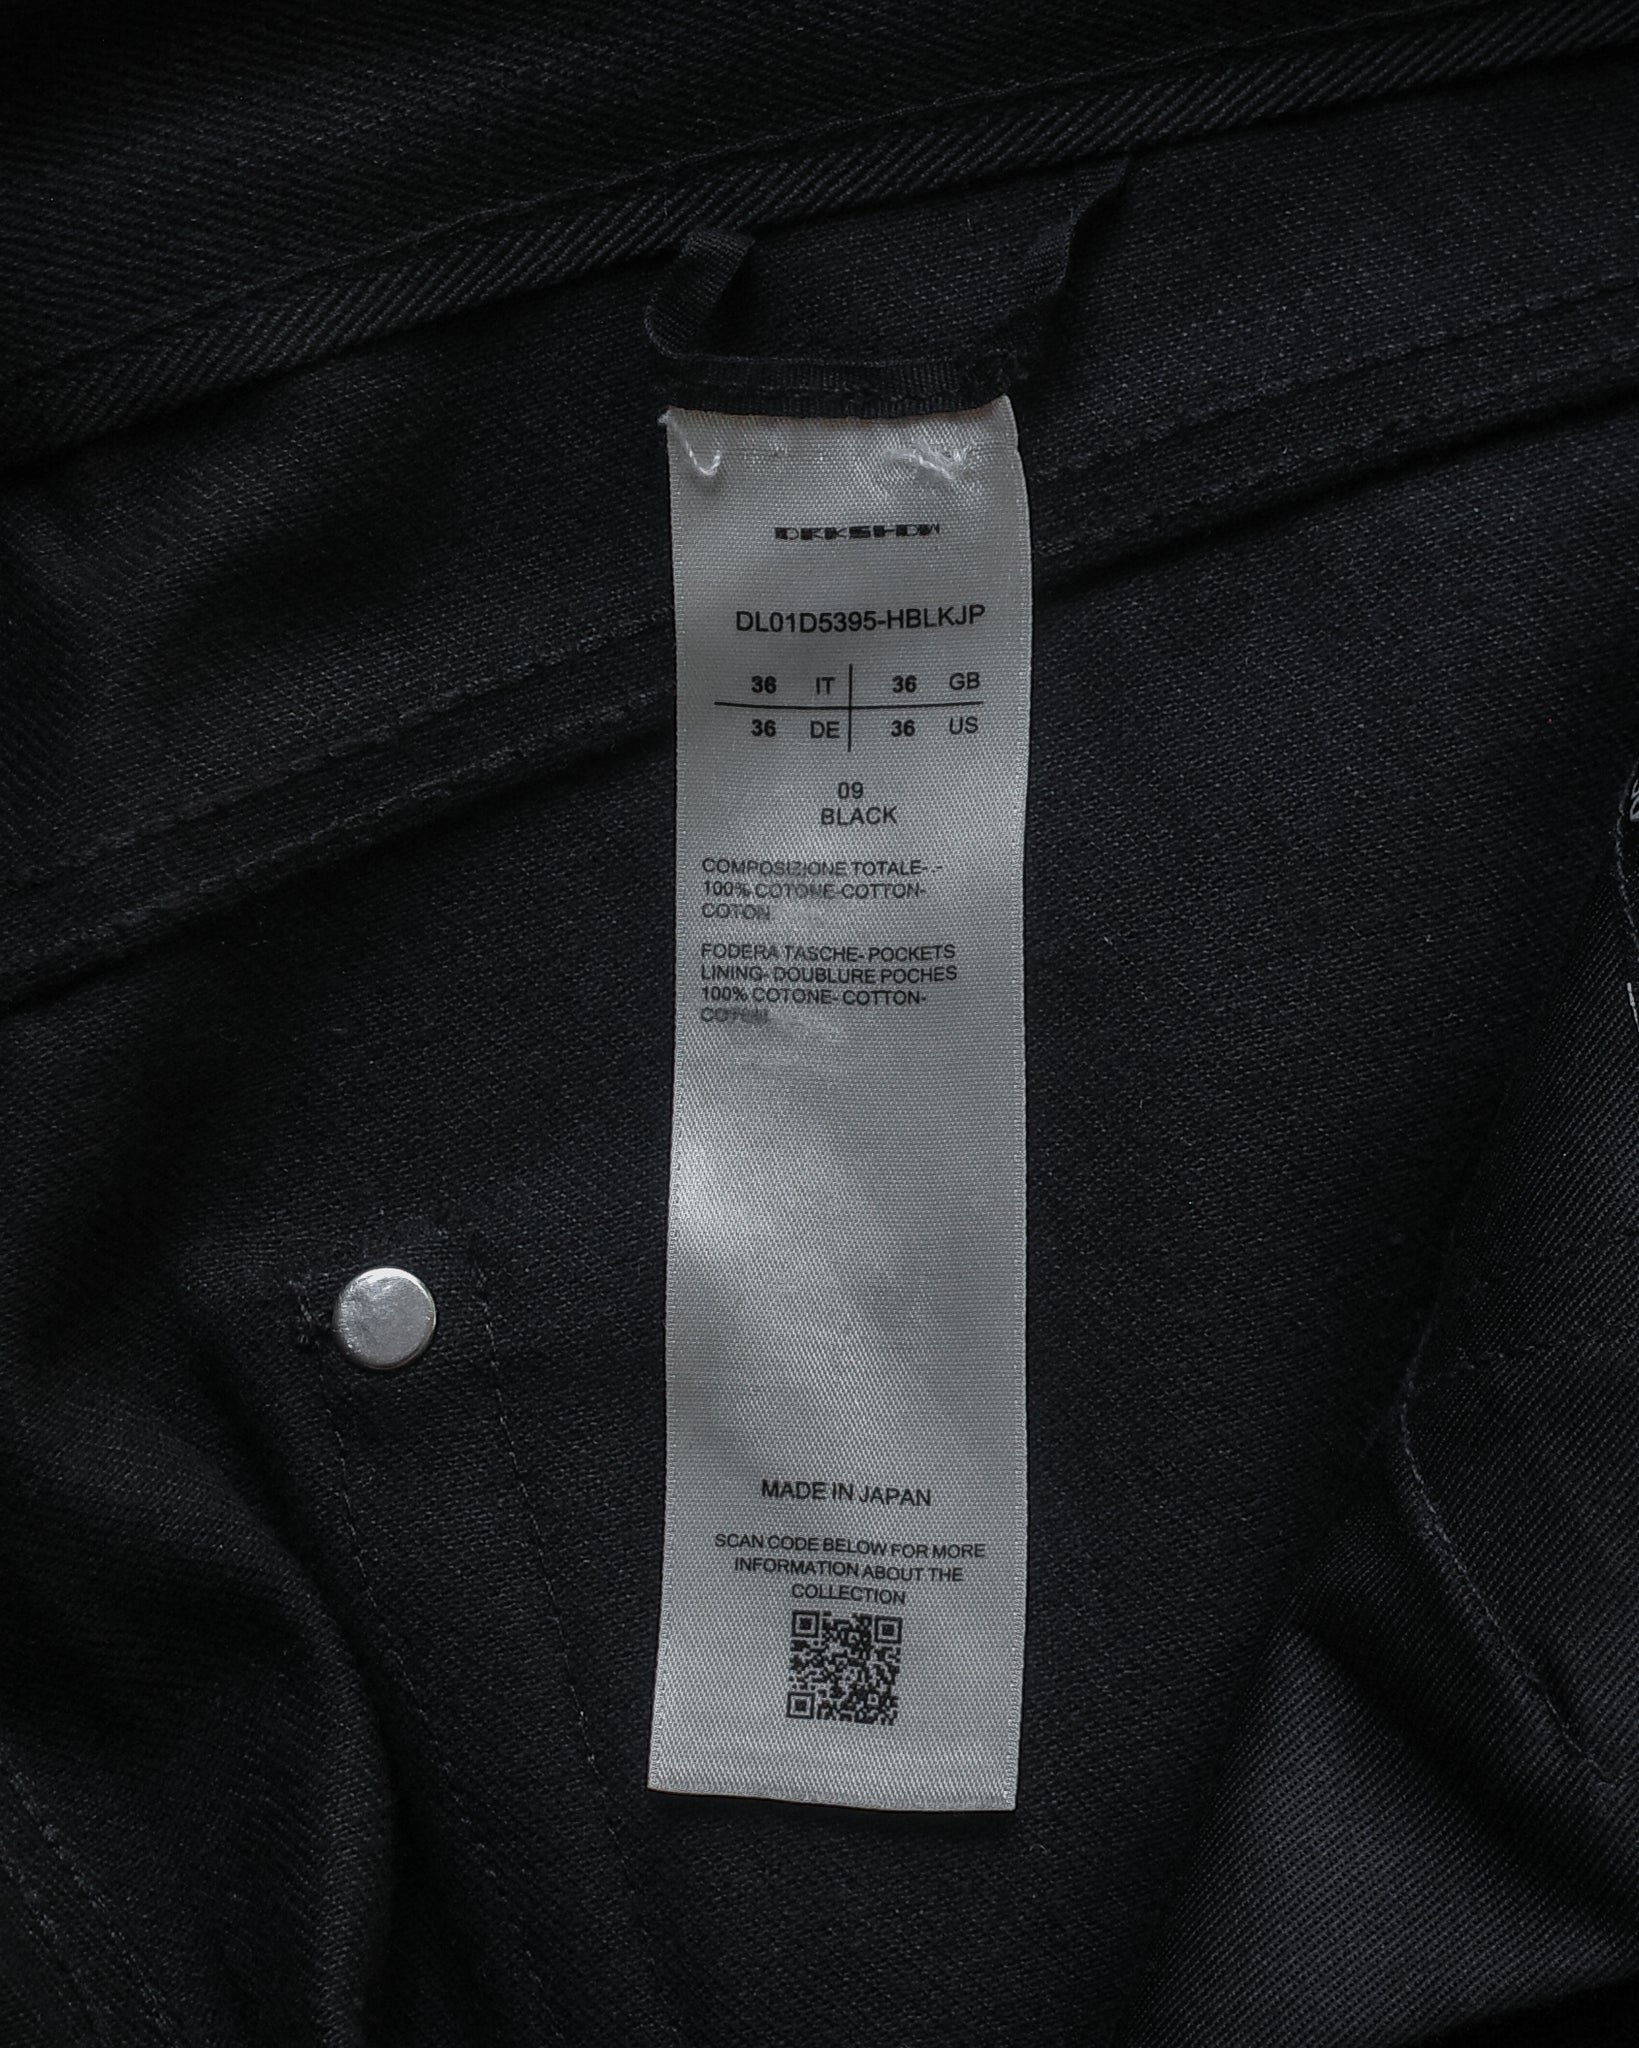 DRKSHDW
DL01D5395-HBLKJP
36 IT 36 GB
36 DE 36 US
09
BLACK
COMPOSIZIONE TOTALE- .-
100% COTONE-COTTON-
COTON
FODERA TASCHE- POCKETS
LINING- DOUBLURE POCHES
100% COTONE- COTTON-
COTON
MADE IN JAPAN
SCAN CODE BELOW FOR MORE
INFORMATION ABOUT THE
COLLECTION